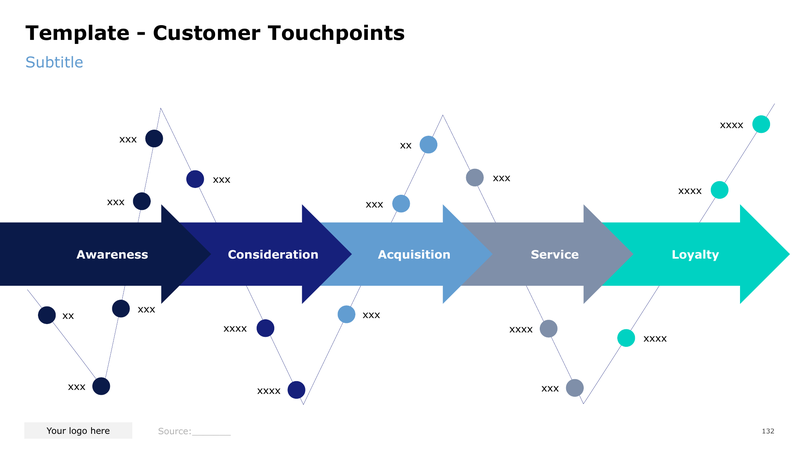 Template - Customer Touchpoints
Subtitle
xxx
xxx
xxx
xx
xxx
xxx
xxxx
xxxx
Awareness
Consideration
Acquisition
Service
Loyalty
xx
xxx
xxx
xxxx
xxxx
xxx
xxxx
xxx
xxxx
Your logo here
Source:_______
132